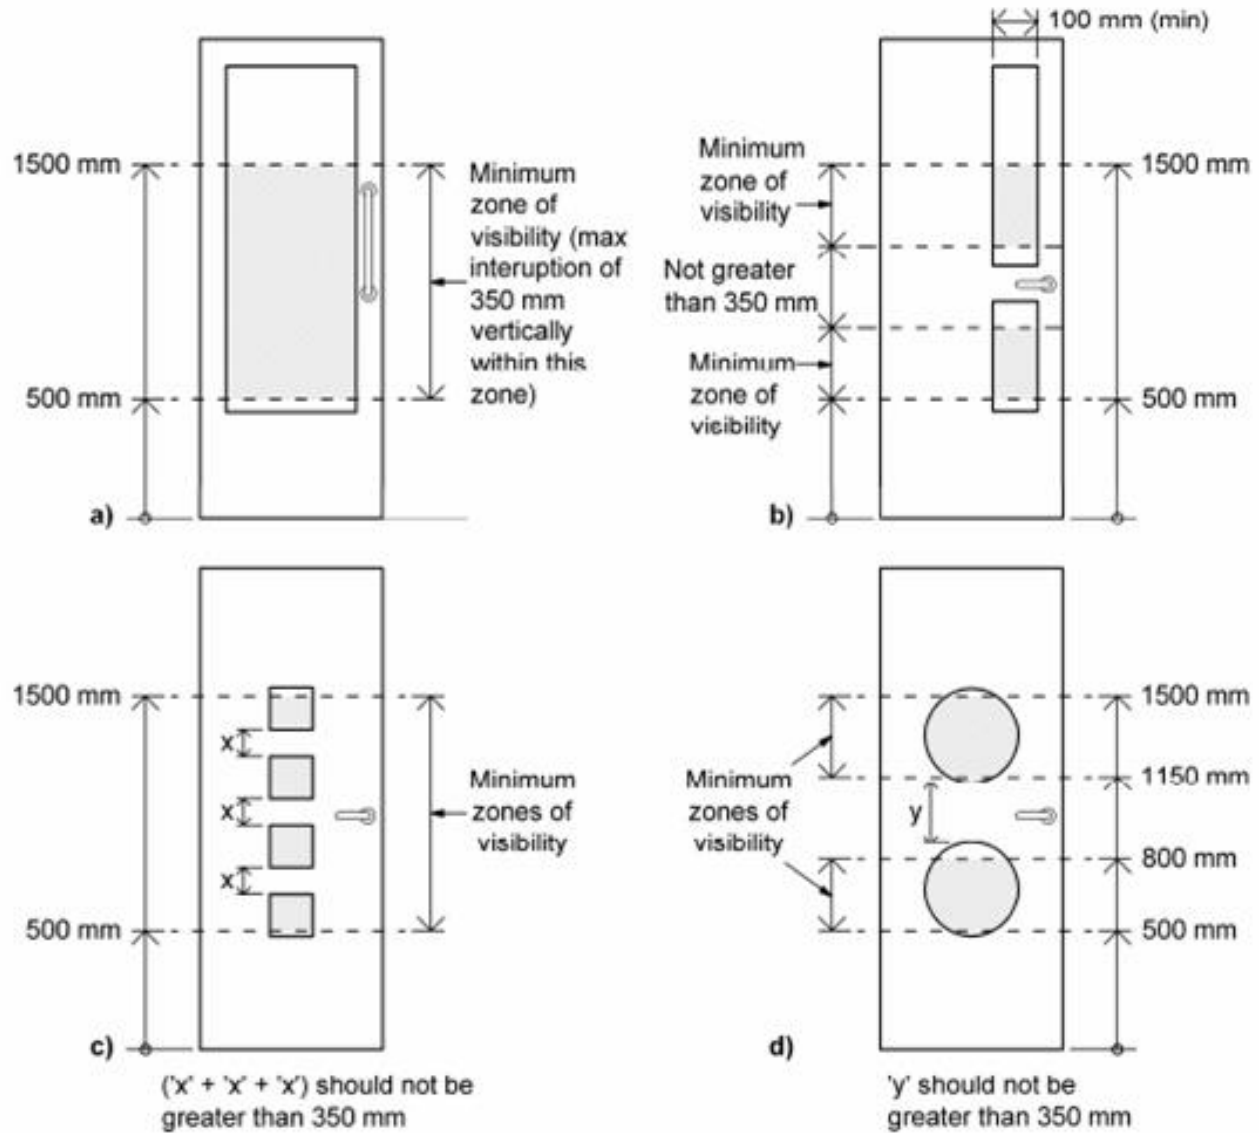 100 mm (min)
1500 mm
Minimum
zone of
visibility (max
interuption of
350 mm
vertically
within this
zone)
500 mm
a)
Minimum
zone of
visibility
1500 mm
Not greater
than 350 mm
Minimum
zone of
visibility
500 mm
b)
1500 mm
x
x
x
Minimum
zones of
visibility
500 mm
c)
('x' + 'x' + 'x') should not be
greater than 350 mm
1500 mm
1150 mm
Minimum
zones of
visibility
y
800 mm
500 mm
d)
'y' should not be
greater than 350 mm